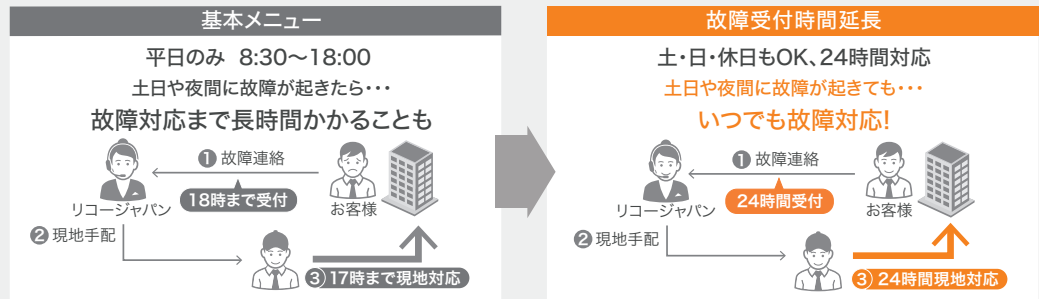 基本メニュー
平日のみ 8:30〜18:00
土日や夜間に故障が起きたら・・・
故障対応まで長時間かかることも
❶ 故障連絡
18時まで受付
リコージャパン
お客様
❷ 現地手配
③ 17時まで現地対応
故障受付時間延長
土・日・休日もOK、24時間対応
土日や夜間に故障が起きても・・・
いつでも故障対応!
❶ 故障連絡
24時間受付
リコージャパン
お客様
❷ 現地手配
③ 24時間現地対応